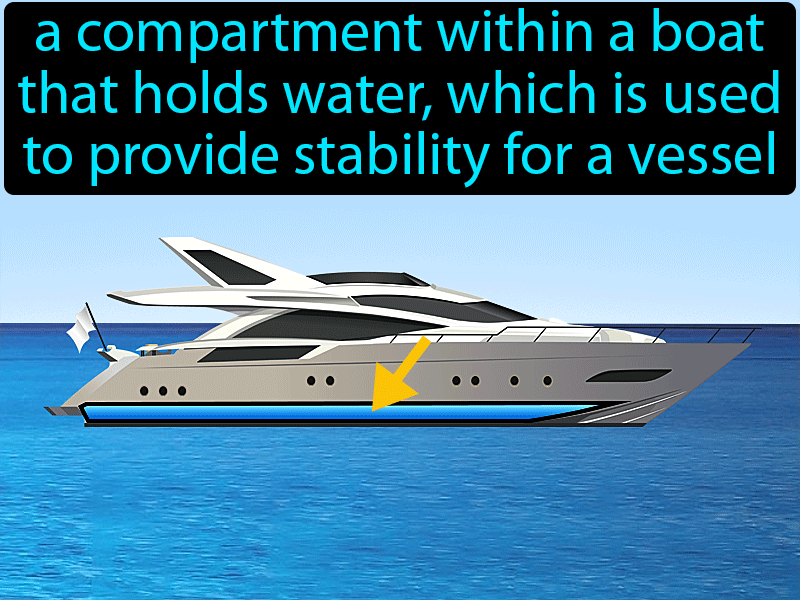 a compartment within a boat
that holds water, which is used
to provide stability for a vessel